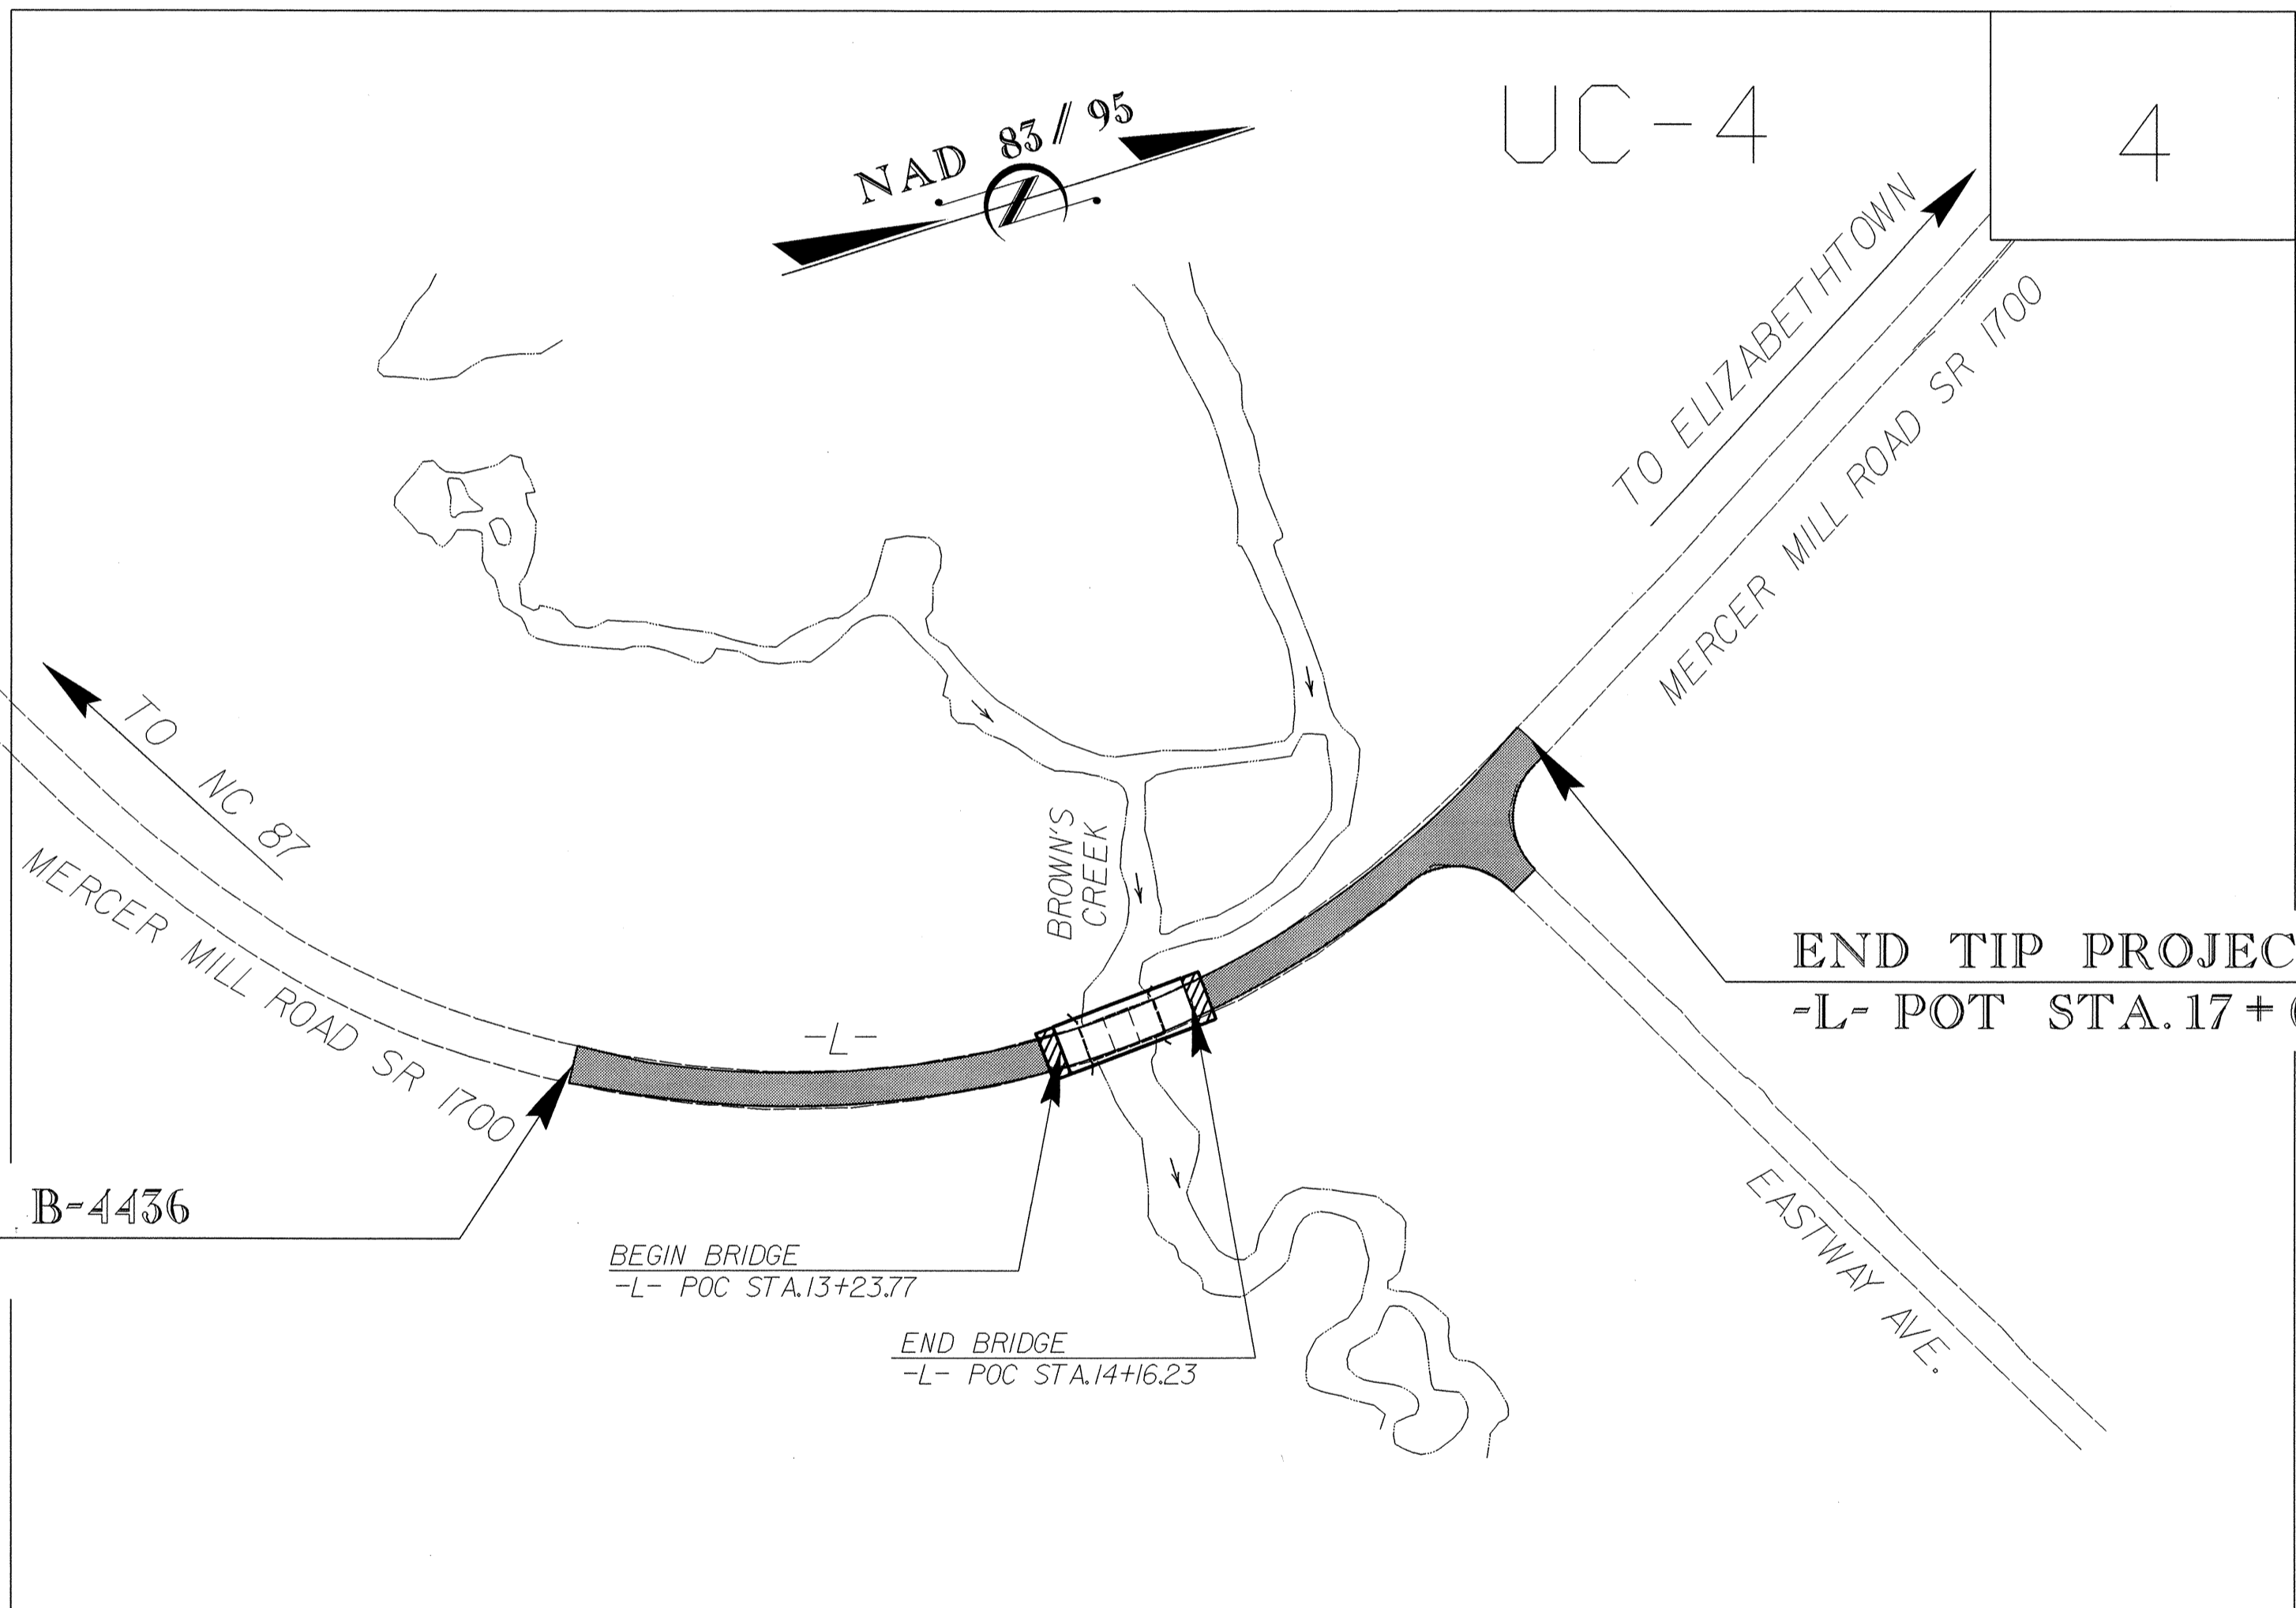 UC-4
4
NAD 83/ 95
Z
TO ELIZABETHTOWN
MERCER MILL ROAD SR 1700
TO NC 87
MERCER MILL ROAD SR 1700
BROWN'S
CREEK
-L-
END TIP PROJEC
-L- POT STA. 17+
B-4436
BEGIN BRIDGE
-L- POC STA.13+23.77
END BRIDGE
-L- POC STA.14+16.23
EASTWAY AVE.